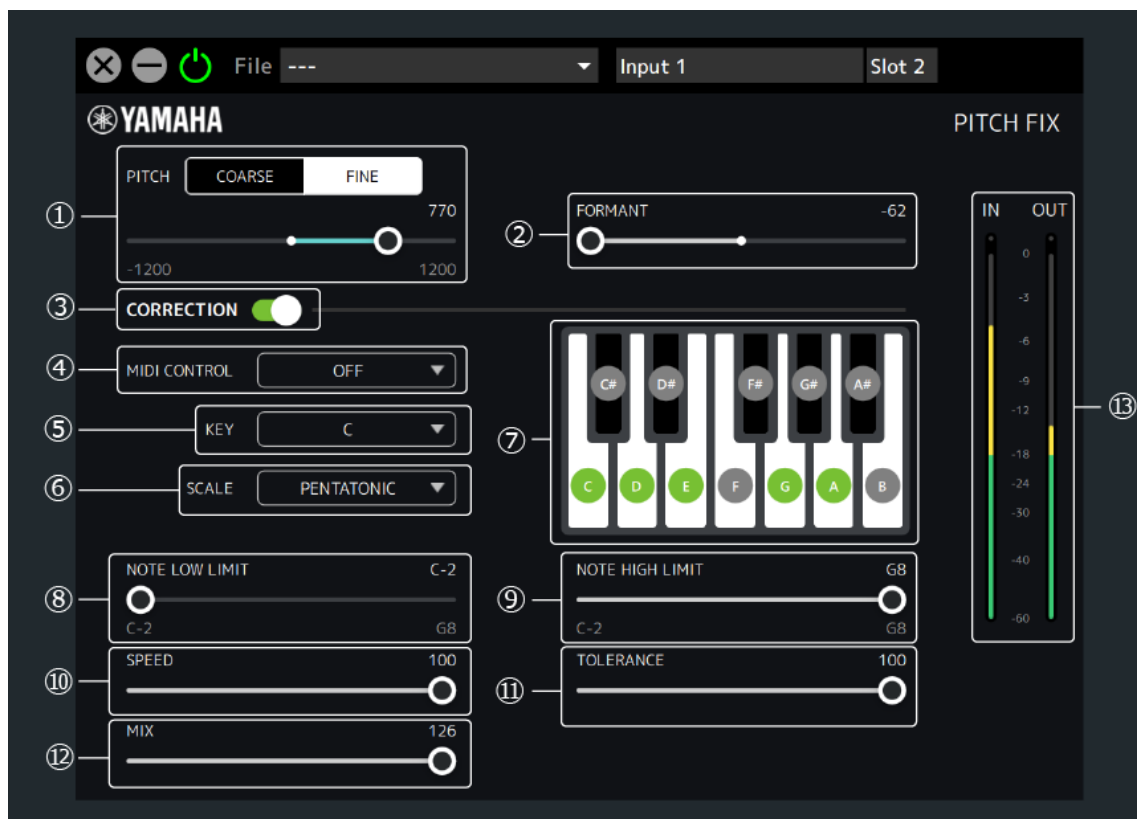 File --- Input 1 Slot 2
YAMAHA PITCH FIX
PITCH COARSE FINE
① 770
-1200 1200
② FORMANT -62
③ CORRECTION
④ MIDI CONTROL OFF
⑤ KEY C
⑥ SCALE PENTATONIC
⑦
C# D# F# G# A#
C D E F G A B
⑧ NOTE LOW LIMIT C-2
C-2 G8
⑨ NOTE HIGH LIMIT G8
C-2 G8
⑩ SPEED 100
⑪ TOLERANCE 100
⑫ MIX 126
IN OUT
0
-3
-6
-9
-12
-18
-24
-30
-40
-60
⑬